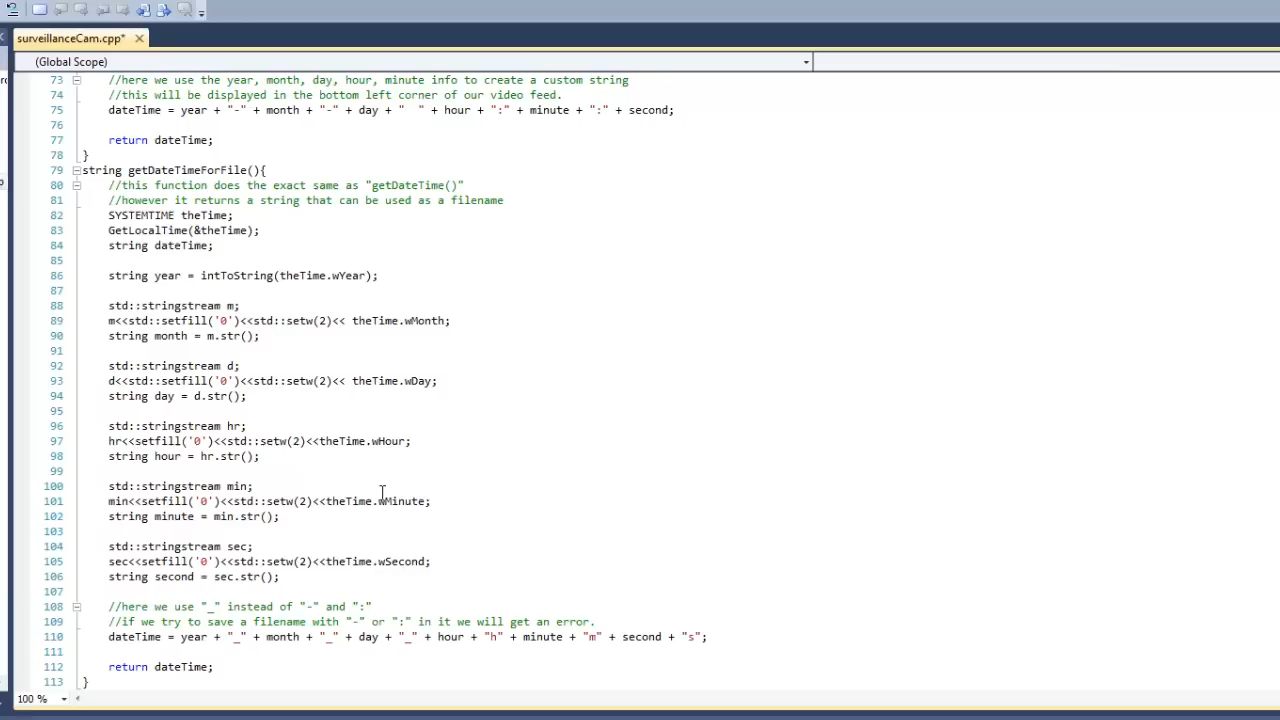 surveillanceCam.cpp*
(Global Scope)
73 //here we use the year, month, day, hour, minute info to create a custom string
74 //this will be displayed in the bottom left corner of our video feed.
75 dateTime = year + "-" + month + "-" + day + "  " + hour + ":" + minute + ":" + second;
76
77 return dateTime;
78 }
79 string getDateTimeForFile(){
80 //this function does the exact same as "getDateTime()"
81 //however it returns a string that can be used as a filename
82 SYSTEMTIME theTime;
83 GetLocalTime(&theTime);
84 string dateTime;
85
86 string year = intToString(theTime.wYear);
87
88 std::stringstream m;
89 m<<std::setfill('0')<<std::setw(2)<< theTime.wMonth;
90 string month = m.str();
91
92 std::stringstream d;
93 d<<std::setfill('0')<<std::setw(2)<< theTime.wDay;
94 string day = d.str();
95
96 std::stringstream hr;
97 hr<<setfill('0')<<std::setw(2)<<theTime.wHour;
98 string hour = hr.str();
99
100 std::stringstream min;
101 min<<setfill('0')<<std::setw(2)<<theTime.wMinute;
102 string minute = min.str();
103
104 std::stringstream sec;
105 sec<<setfill('0')<<std::setw(2)<<theTime.wSecond;
106 string second = sec.str();
107
108 //here we use "_" instead of "-" and ":"
109 //if we try to save a filename with "-" or ":" in it we will get an error.
110 dateTime = year + "_" + month + "_" + day + "_" + hour + "h" + minute + "m" + second + "s";
111
112 return dateTime;
113 }
100 %